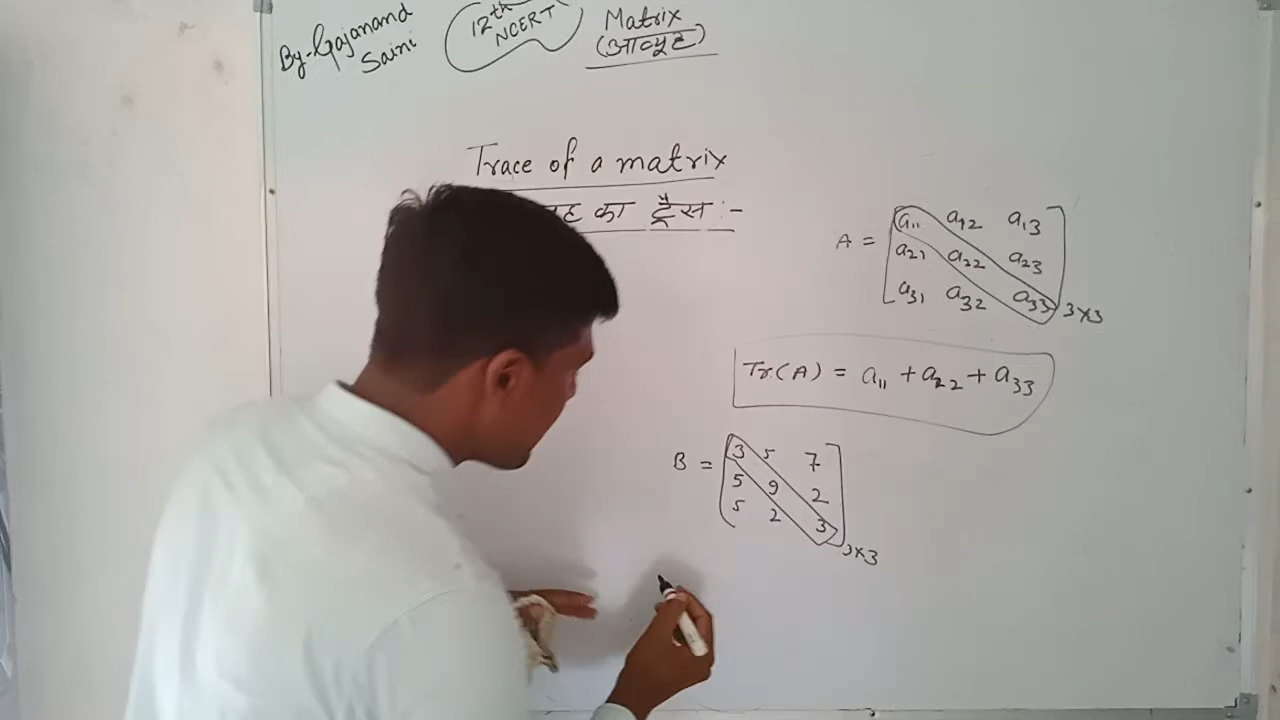 By-Gajanand
Saini
12th
NCERT
Matrix
(आव्यूह)
Trace of a matrix
का ट्रैस :-
A = [a11 a12 a13
a21 a22 a23
a31 a32 a33] 3×3
Tr(A) = a11 + a22 + a33
B = [3 5 7
5 9 2
5 2 3] 3×3